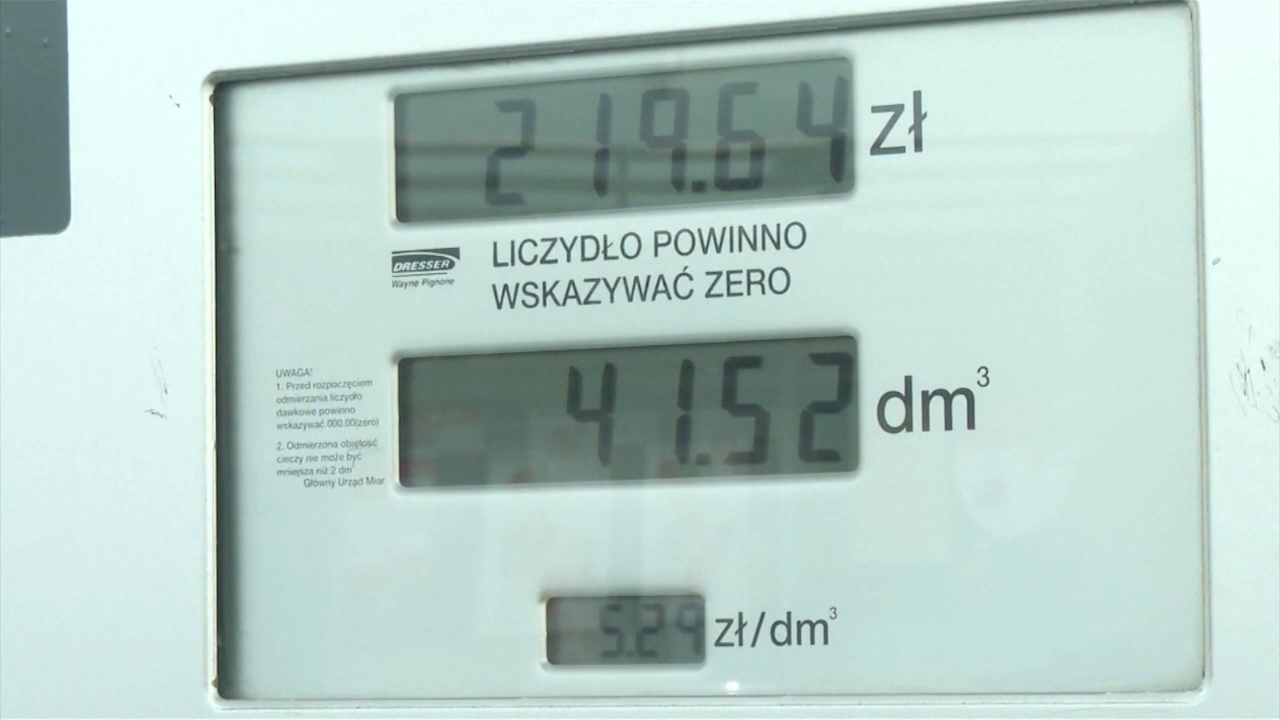 219.64 zł
DRESSER
Wayne Pignone
LICZYDŁO POWINNO
WSKAZYWAĆ ZERO
UWAGA!
1. Przed rozpoczęciem
odmierzania liczydło
dawkowe powinno
wskazywać 000.00(zero)
2. Odmierzona objętość
cieczy nie może być
mniejsza niż 2 dm³
Główny Urząd Miar
41.52 dm³
5.29 zł/dm³